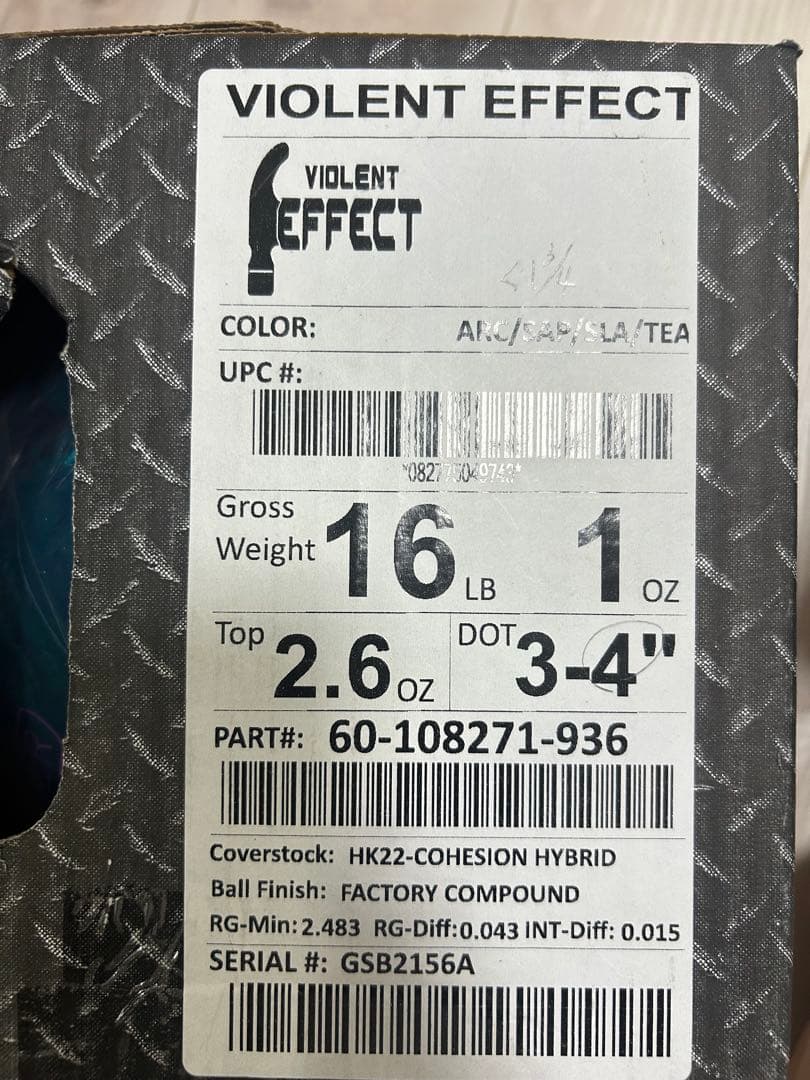 VIOLENT EFFECT
VIOLENT
EFFECT
COLOR: ARC/SAP/SLA/TEA
UPC #:
Gross
Weight 16 LB 1 OZ
Top 2.6 OZ DOT 3-4"
PART#: 60-108271-936
Coverstock: HK22-COHESION HYBRID
Ball Finish: FACTORY COMPOUND
RG-Min: 2.483 RG-Diff:0.043 INT-Diff: 0.015
SERIAL #: GSB2156A